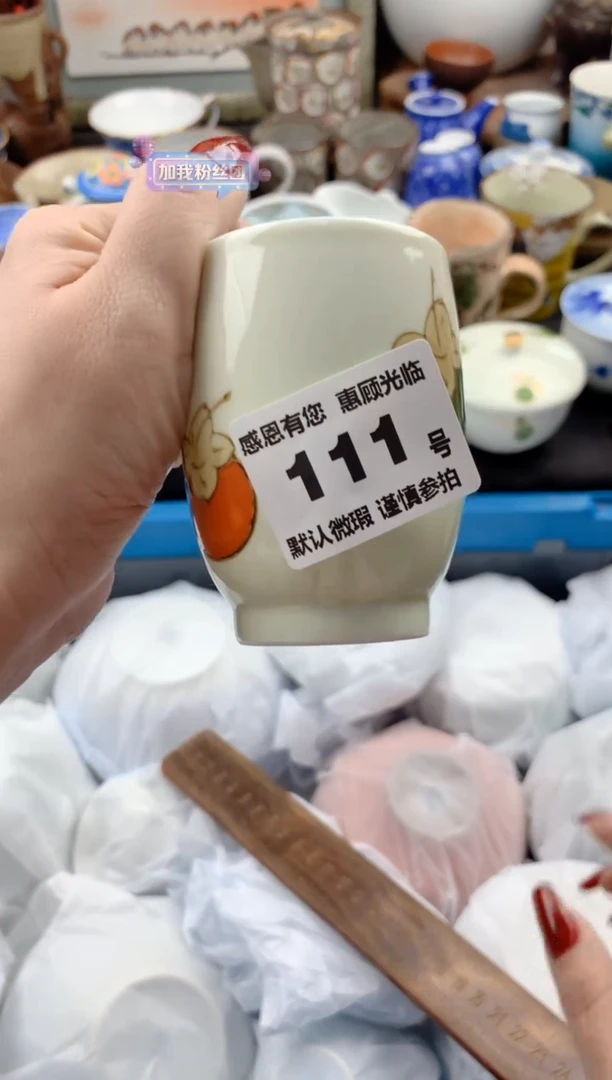 加我粉丝团
感恩有您 惠顾光临
111 号
默认微瑕 谨慎参拍